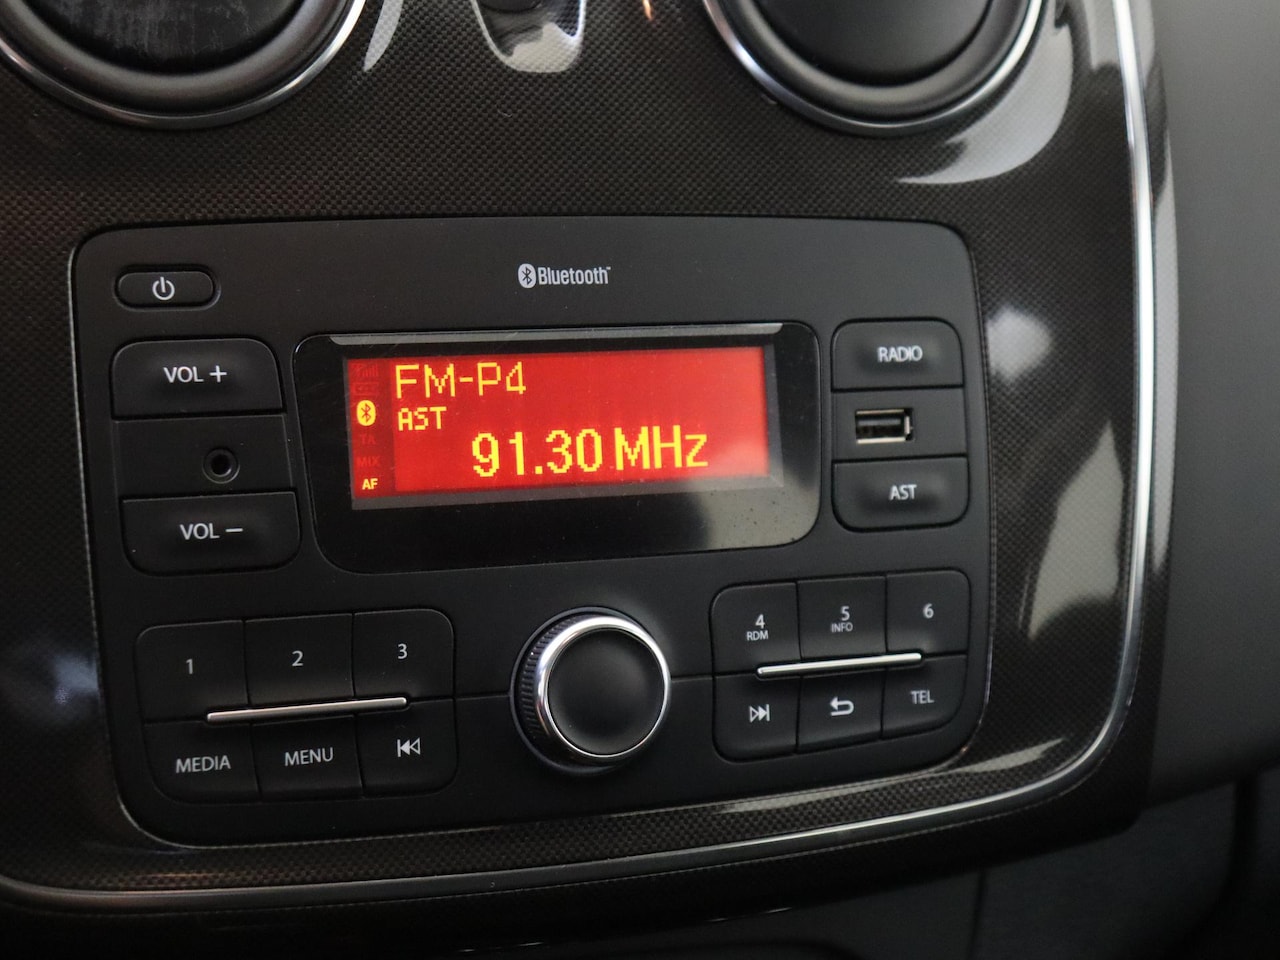 Bluetooth
VOL +
RADIO
FM-P4
AST
TA
MIX
91.30 MHz
AF
VOL −
AST
1
2
3
4
RDM
5
INFO
6
MEDIA
MENU
TEL